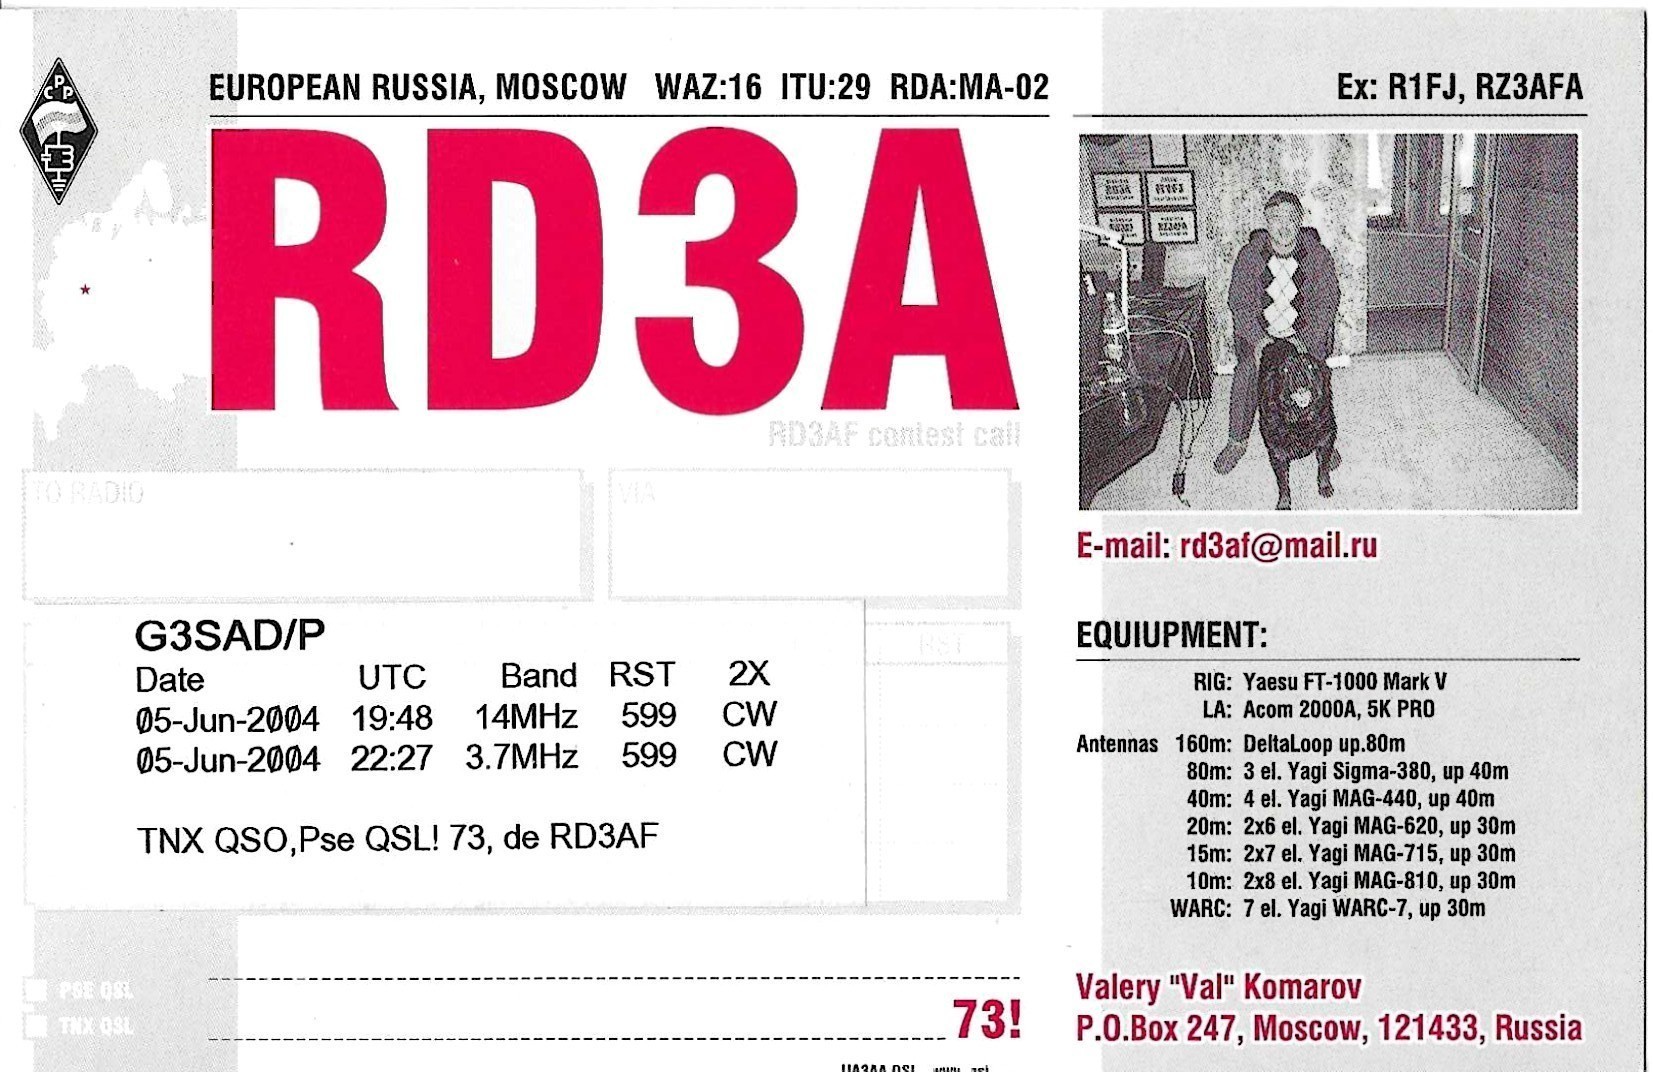 СРР
EUROPEAN RUSSIA, MOSCOW WAZ:16 ITU:29 RDA:MA-02
Ex: R1FJ, RZ3AFA
RD3A
RD3AF contest call
TO RADIO
VIA
RST
G3SAD/P
Date UTC Band RST 2X
05-Jun-2004 19:48 14MHz 599 CW
05-Jun-2004 22:27 3.7MHz 599 CW
TNX QSO,Pse QSL! 73, de RD3AF
PSE QSL
TNX QSL
73!
E-mail: rd3af@mail.ru
EQUIUPMENT:
RIG: Yaesu FT-1000 Mark V
LA: Acom 2000A, 5K PRO
Antennas 160m: DeltaLoop up.80m
80m: 3 el. Yagi Sigma-380, up 40m
40m: 4 el. Yagi MAG-440, up 40m
20m: 2x6 el. Yagi MAG-620, up 30m
15m: 2x7 el. Yagi MAG-715, up 30m
10m: 2x8 el. Yagi MAG-810, up 30m
WARC: 7 el. Yagi WARC-7, up 30m
Valery "Val" Komarov
P.O.Box 247, Moscow, 121433, Russia